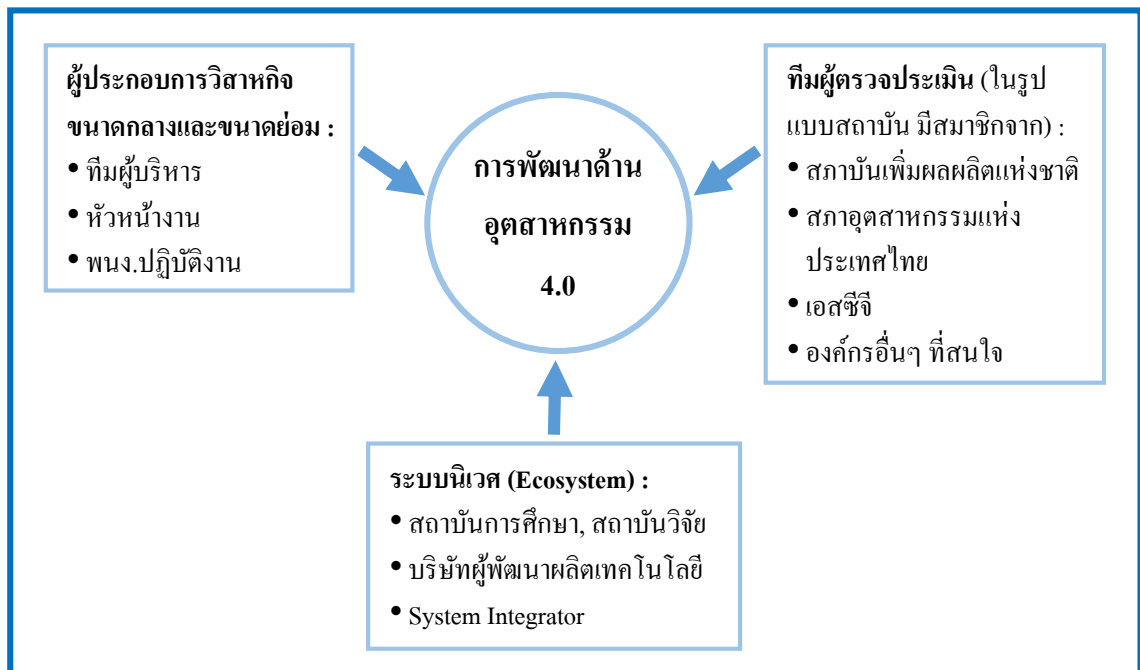 ผู้ประกอบการวิสาหกิจ
ขนาดกลางและขนาดย่อม :
• ทีมผู้บริหาร
• หัวหน้างาน
• พนง.ปฏิบัติงาน
การพัฒนาด้าน
อุตสาหกรรม
4.0
ทีมผู้ตรวจประเมิน (ในรูป
แบบสถาบัน มีสมาชิกจาก) :
• สภาบันเพิ่มผลผลิตแห่งชาติ
• สภาอุตสาหกรรมแห่ง
ประเทศไทย
• เอสซีจี
• องค์กรอื่นๆ ที่สนใจ
ระบบนิเวศ (Ecosystem) :
• สถาบันการศึกษา, สถาบันวิจัย
• บริษัทผู้พัฒนาผลิตเทคโนโลยี
• System Integrator